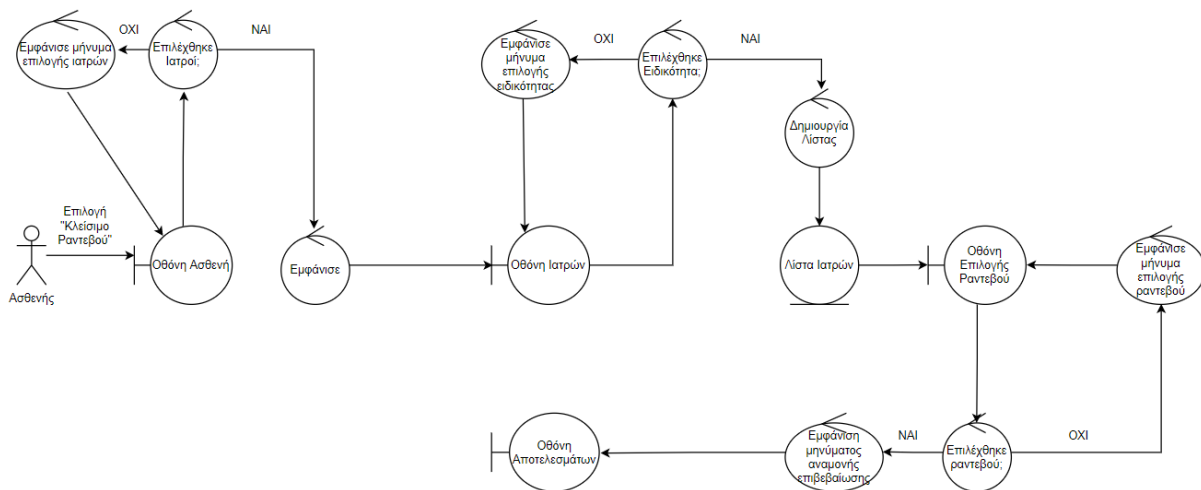 Εμφάνισε μήνυμα
επιλογής ιατρών
ΟΧΙ
Επιλέχθηκε
Ιατροί;
ΝΑΙ
Εμφάνισε
μήνυμα
επιλογής
ειδικότητας
ΟΧΙ
Επιλέχθηκε
Ειδικότητα;
ΝΑΙ
Δημιουργία
Λίστας
Επιλογή
"Κλείσιμο
Ραντεβού"
Ασθενής
Οθόνη Ασθενή
Εμφάνισε
Οθόνη Ιατρών
Λίστα Ιατρών
Οθόνη
Επιλογής
Ραντεβού
Εμφάνισε
μήνυμα
επιλογής
ραντεβού
Οθόνη
Αποτελεσμάτων
Εμφάνιση
μηνύματος
αναμονής
επιβεβαίωσης
ΝΑΙ
Επιλέχθηκε
ραντεβού;
ΟΧΙ